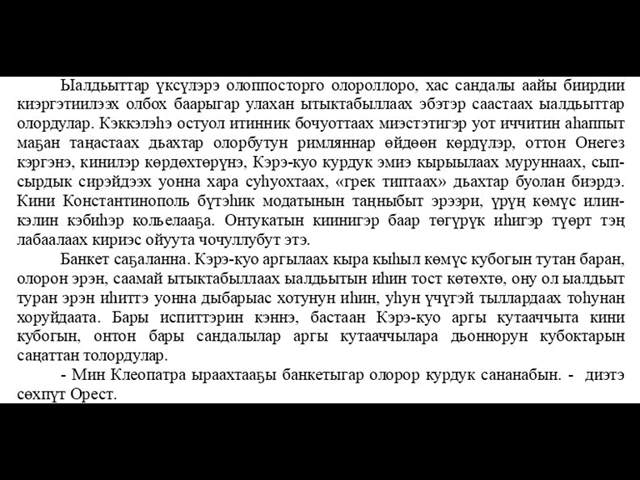 Ыалдьыттар үксүлэрэ олоппосторго олороллоро, хас сандалы аайы биирдии
киэргэтиилээх олбох баарыгар улахан ытыктабыллаах эбэтэр саастаах ыалдьыттар
олордулар. Кэккэлэһэ остуол итинник бочуоттаах миэстэтигэр уот иччитин аһаппыт
маҕан таҥастаах дьахтар олорбутун римляннар өйдөөн көрдүлэр, оттон Онегез
кэргэнэ, кинилэр көрдөхтөрүнэ, Кэрэ-куо курдук эмиэ кырыылаах муруннаах, сып-
сырдык сирэйдээх уонна хара суһуохтаах, «грек типтаах» дьахтар буолан биэрдэ.
Кини Константинополь бүтэһик модатынын таҥныбыт эрээри, үрүҥ көмүс илин-
кэлин кэбиһэр кольелааҕа. Онтукатын киинигэр баар төгүрүк иһигэр түөрт тэҥ
лабаалаах кириэс ойуута чочуллубут этэ.
Банкет саҕаланна. Кэрэ-куо аргылаах кыра кыһыл көмүс кубогын тутан баран,
олорон эрэн, саамай ытыктабыллаах ыалдьытын иһин тост көтөхтө, ону ол ыалдьыт
туран эрэн иһиттэ уонна дыбарыас хотунун иһин, уһун үчүгэй тыллардаах тоһунан
хоруйдаата. Бары испиттэрин кэннэ, бастаан Кэрэ-куо аргы кутааччыта кини
кубогын, онтон бары сандалылар аргы кутааччылара дьоннорун кубоктарын
саҥаттан толордулар.
- Мин Клеопатра ыраахтааҕы банкетыгар олорор курдук сананабын. - диэтэ
сөхпүт Орест.